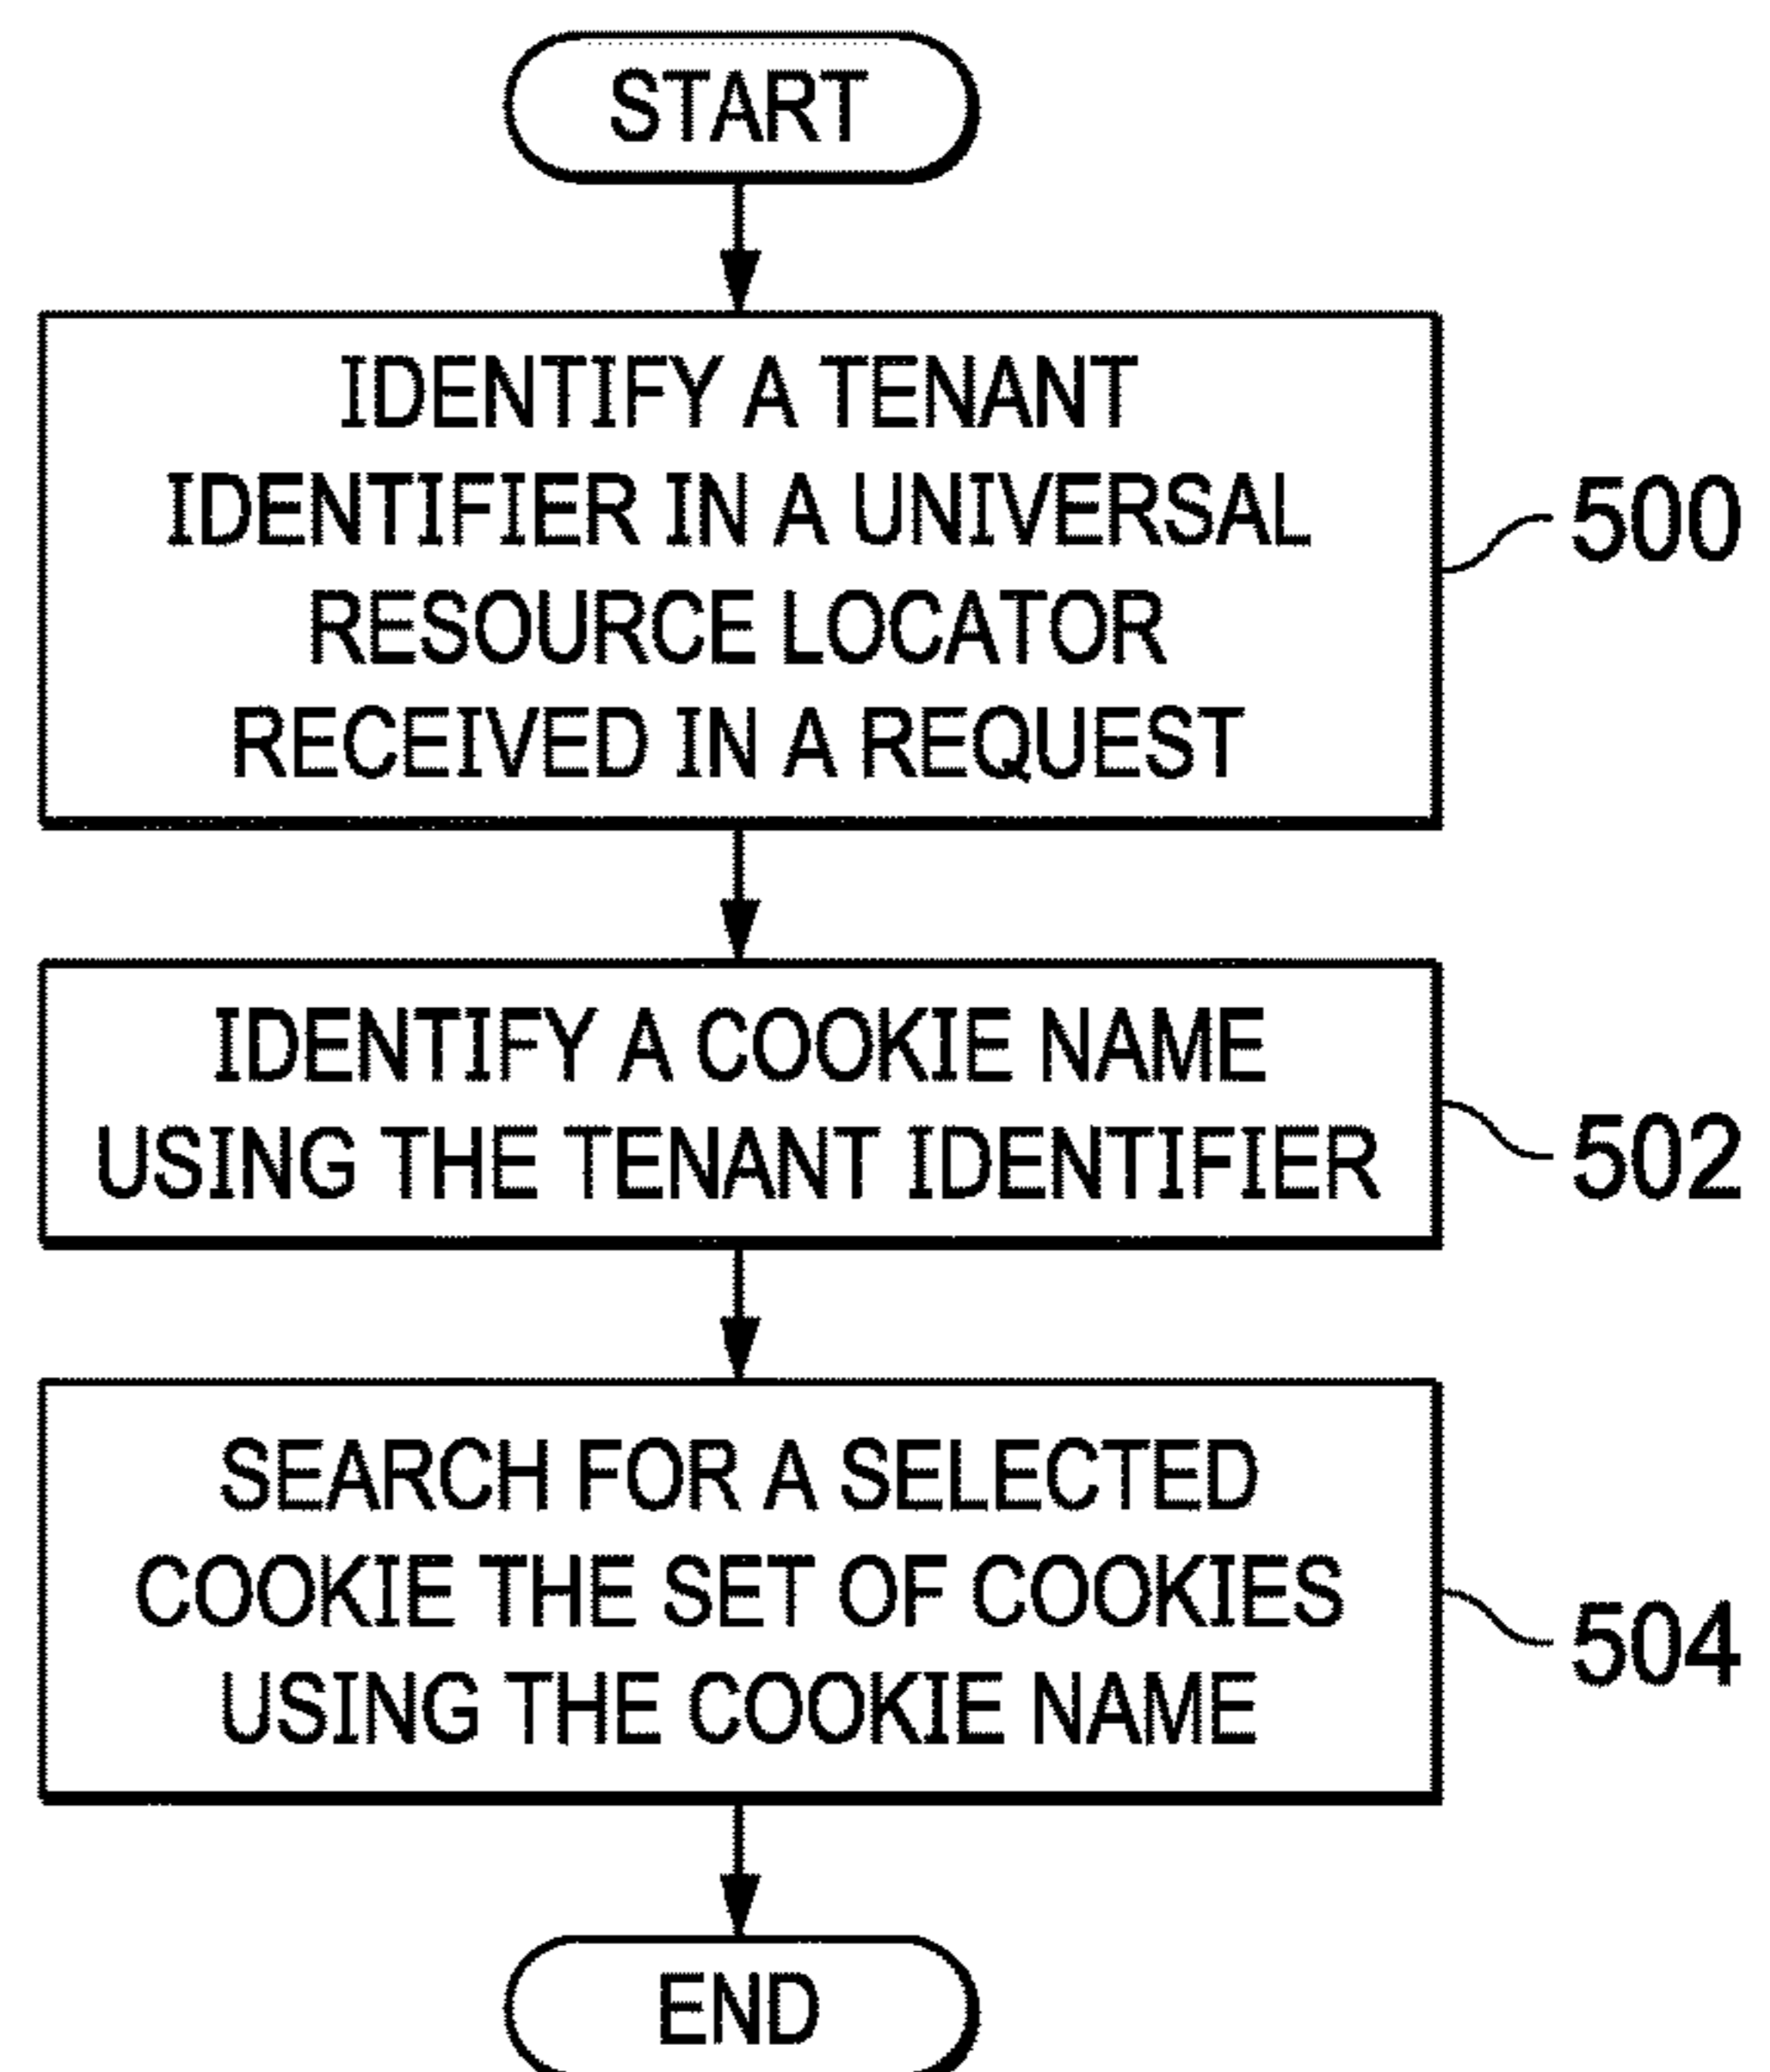 START
IDENTIFY A TENANT
IDENTIFIER IN A UNIVERSAL
RESOURCE LOCATOR
RECEIVED IN A REQUEST
500
IDENTIFY A COOKIE NAME
USING THE TENANT IDENTIFIER
502
SEARCH FOR A SELECTED
COOKIE THE SET OF COOKIES
USING THE COOKIE NAME
504
END